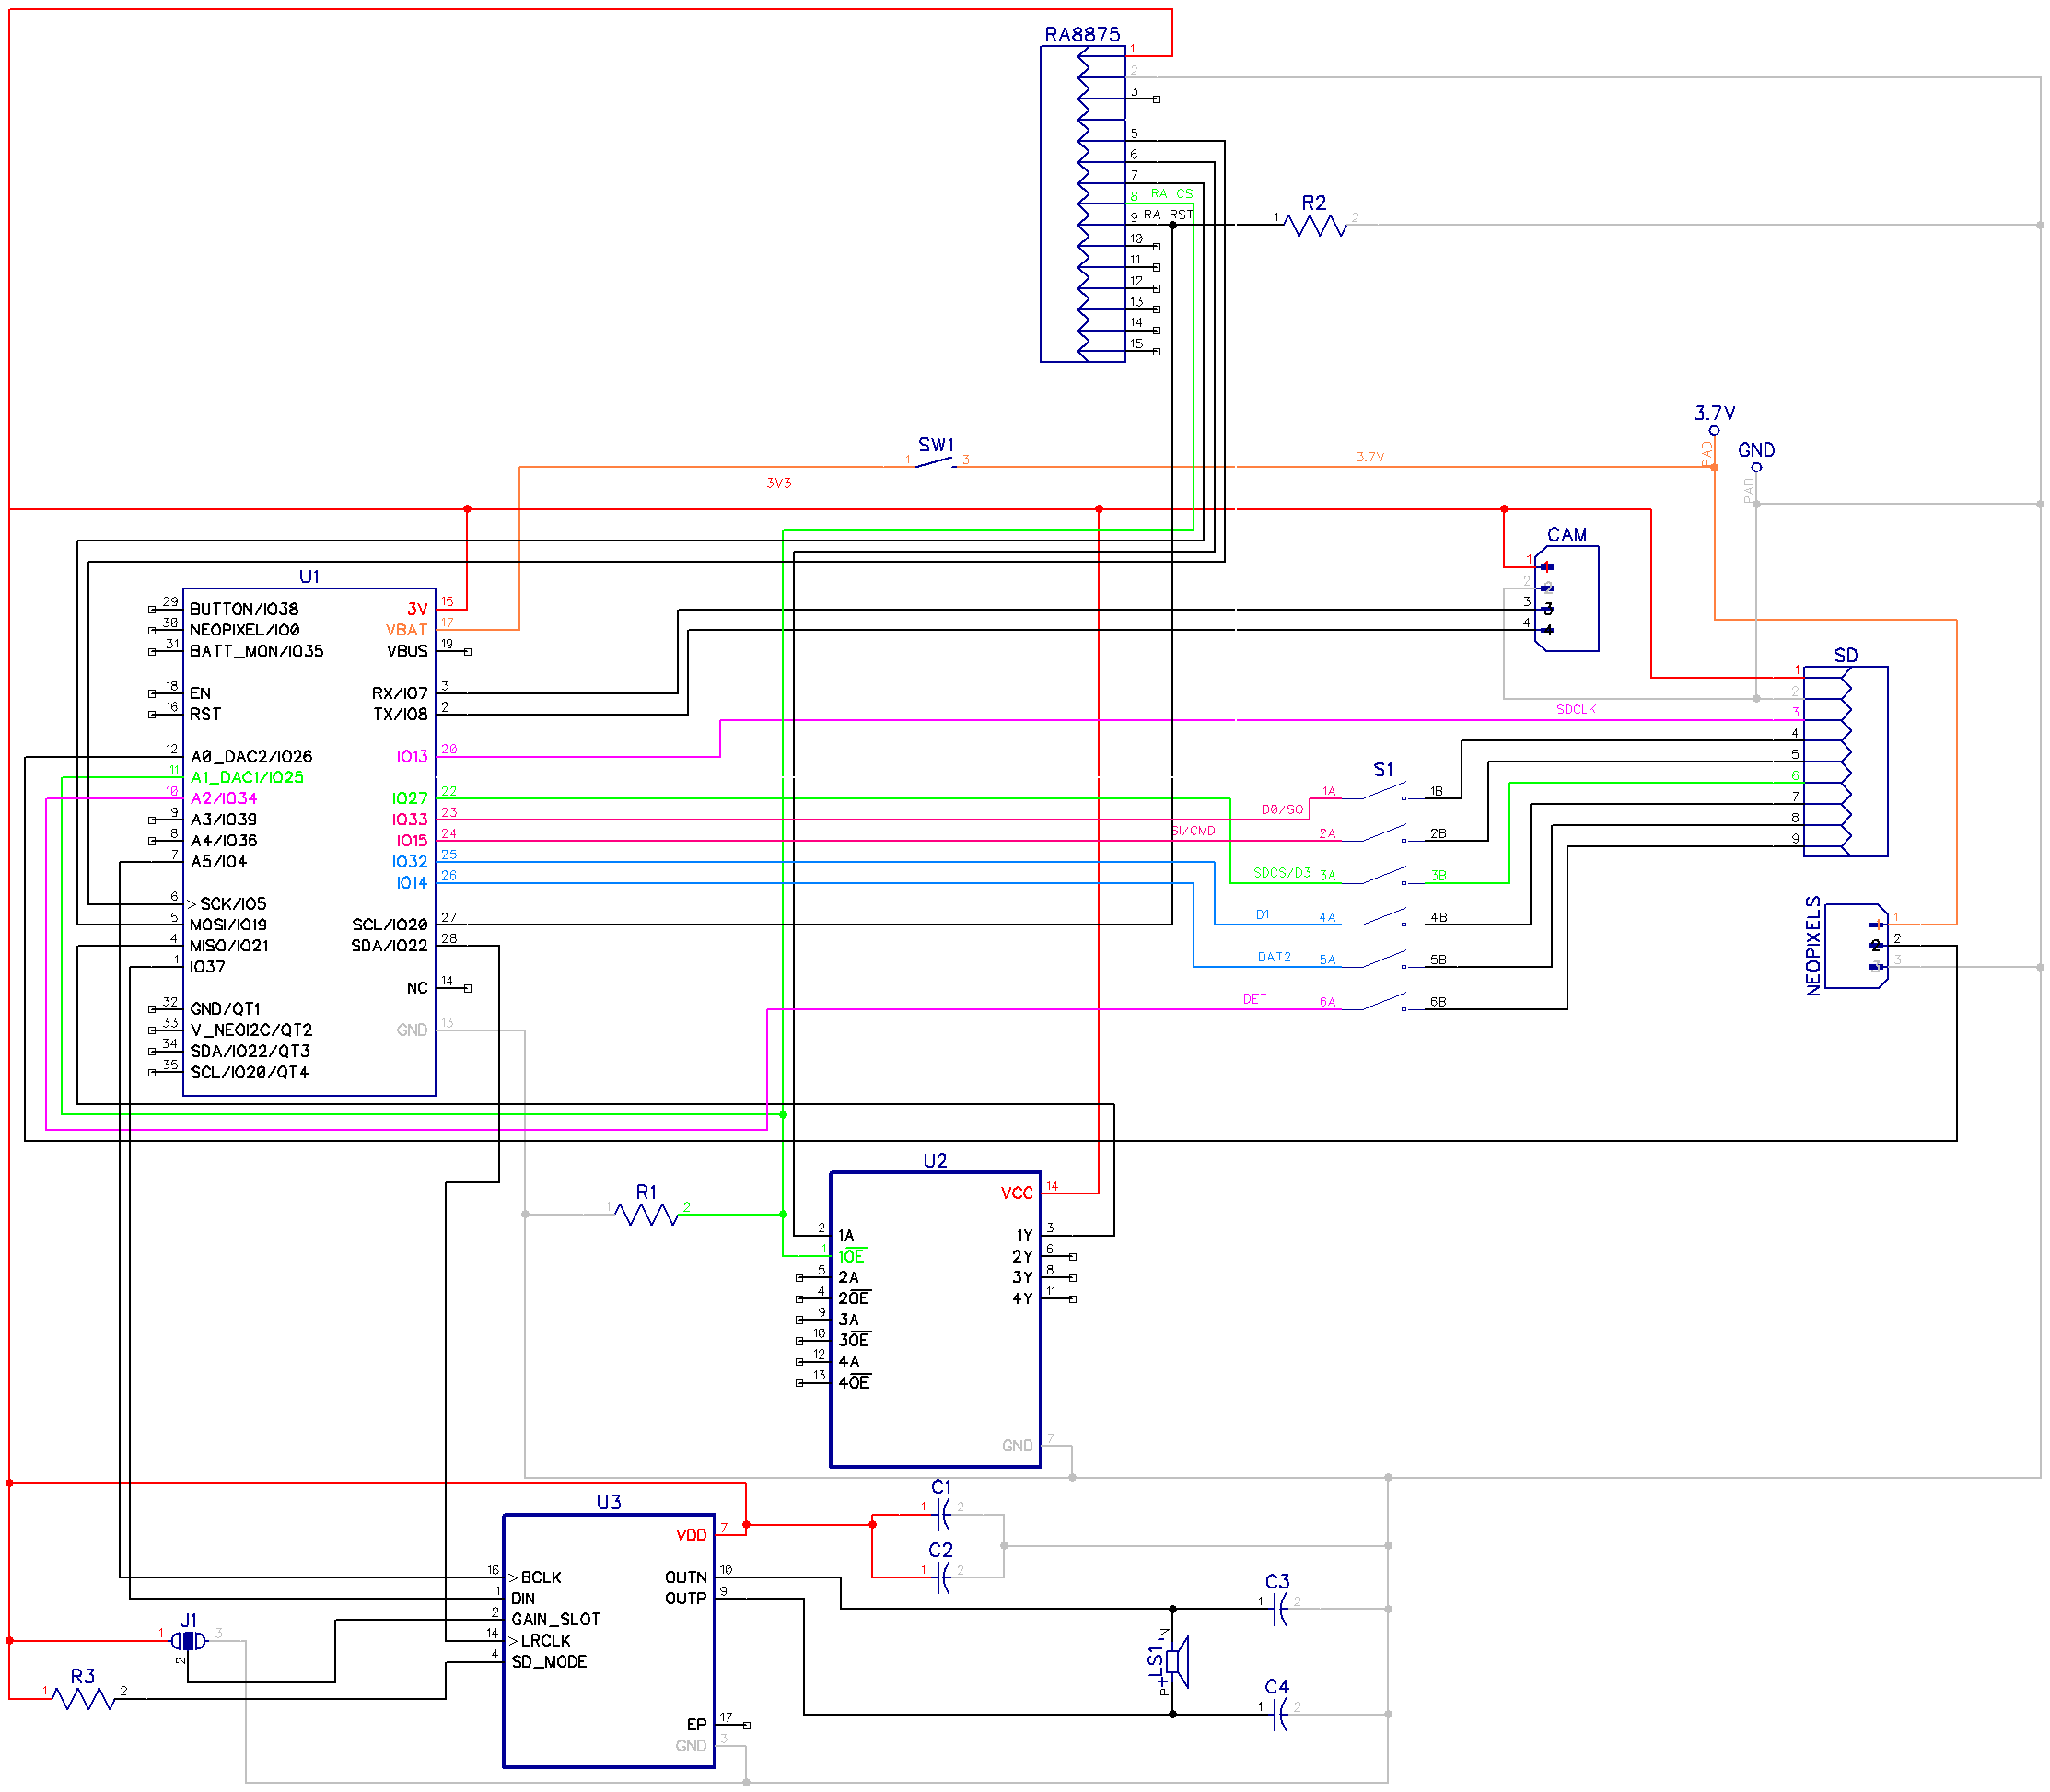 RA8875
1
2
3
5
6
7
8 RA CS
9 RA RST
10
11
12
13
14
15
1 R2 2
3.7V
PAD
GND
PAD
1 SW1 3
3.7V
3V3
CAM
1
2
3
4
1
2
3
4
U1
29 BUTTON/IO38
30 NEOPIXEL/IO0
31 BATT_MON/IO35
18 EN
16 RST
12 A0_DAC2/IO26
11 A1_DAC1/IO25
10 A2/IO34
9 A3/IO39
8 A4/IO36
7 A5/IO4
6 >SCK/IO5
5 MOSI/IO19
4 MISO/IO21
1 IO37
32 GND/QT1
33 V_NEOI2C/QT2
34 SDA/IO22/QT3
35 SCL/IO20/QT4
3V 15
VBAT 17
VBUS 19
RX/IO7 3
TX/IO8 2
IO13 20
IO27 22
IO33 23
IO15 24
IO32 25
IO14 26
SCL/IO20 27
SDA/IO22 28
NC 14
GND 13
SDCLK
S1
D0/SO 1A 1B
SI/CMD 2A 2B
SDCS/D3 3A 3B
D1 4A 4B
DAT2 5A 5B
DET 6A 6B
SD
1
2
3
4
5
6
7
8
9
NEOPIXELS
1
2
3
1
2
3
1 R1 2
U2
2 1A
1 1OE
5 2A
4 2OE
9 3A
10 3OE
12 4A
13 4OE
VCC 14
1Y 3
2Y 6
3Y 8
4Y 11
GND 7
U3
16 >BCLK
1 DIN
2 GAIN_SLOT
14 >LRCLK
4 SD_MODE
VDD 7
OUTN 10
OUTP 9
EP 17
GND 3
C1
1 2
C2
1 2
C3
1 2
C4
1 2
N
+LS1-
P
J1
1 3
2
R3
1 2